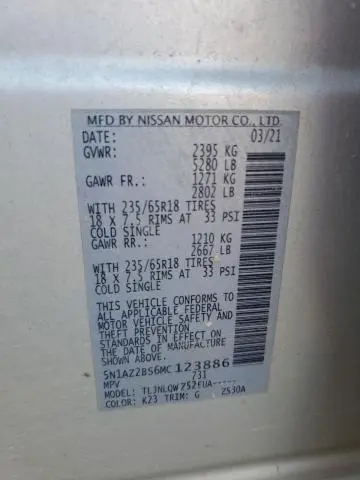 MFD BY NISSAN MOTOR CO., LTD.
DATE: 03/21
GVWR: 2395 KG
5280 LB
GAWR FR.: 1271 KG
2802 LB
WITH 235/65R18 TIRES
18 X 7.5 RIMS AT 33 PSI
COLD SINGLE
GAWR RR.: 1210 KG
2667 LB
WITH 235/65R18 TIRES
18 X 7.5 RIMS AT 33 PSI
COLD SINGLE
THIS VEHICLE CONFORMS TO
ALL APPLICABLE FEDERAL
MOTOR VEHICLE SAFETY AND
THEFT PREVENTION
STANDARDS IN EFFECT ON
THE DATE OF MANUFACTURE
SHOWN ABOVE.
5N1AZ2BS6MC123886
MPV 731
MODEL:
COLOR: K23 TRIM: G